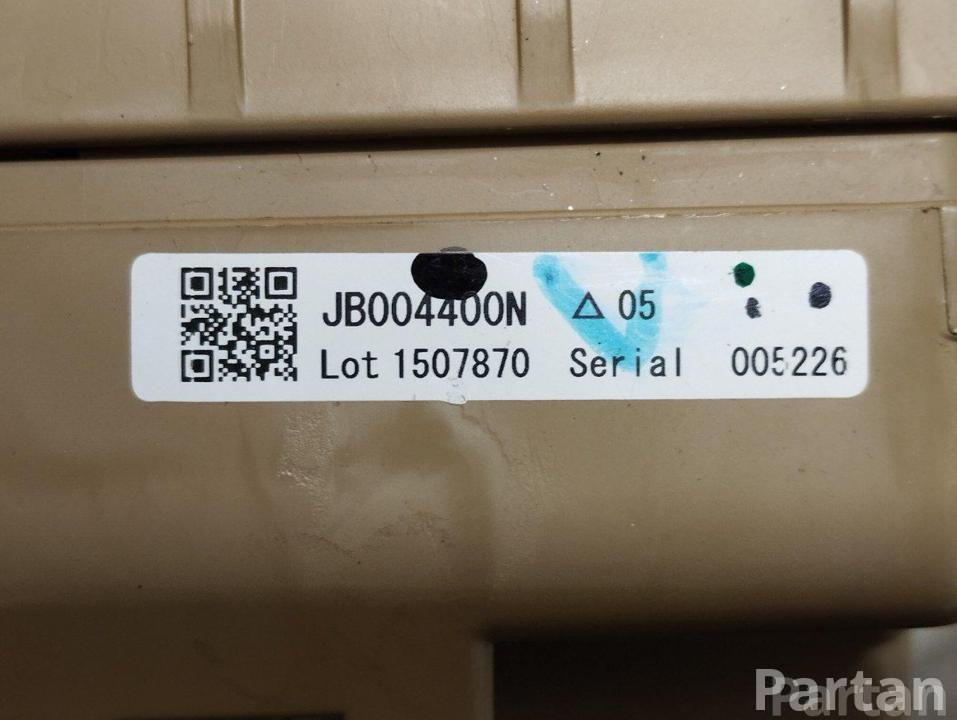 JB004400N △ 05
Lot 1507870 Serial 005226
Partan